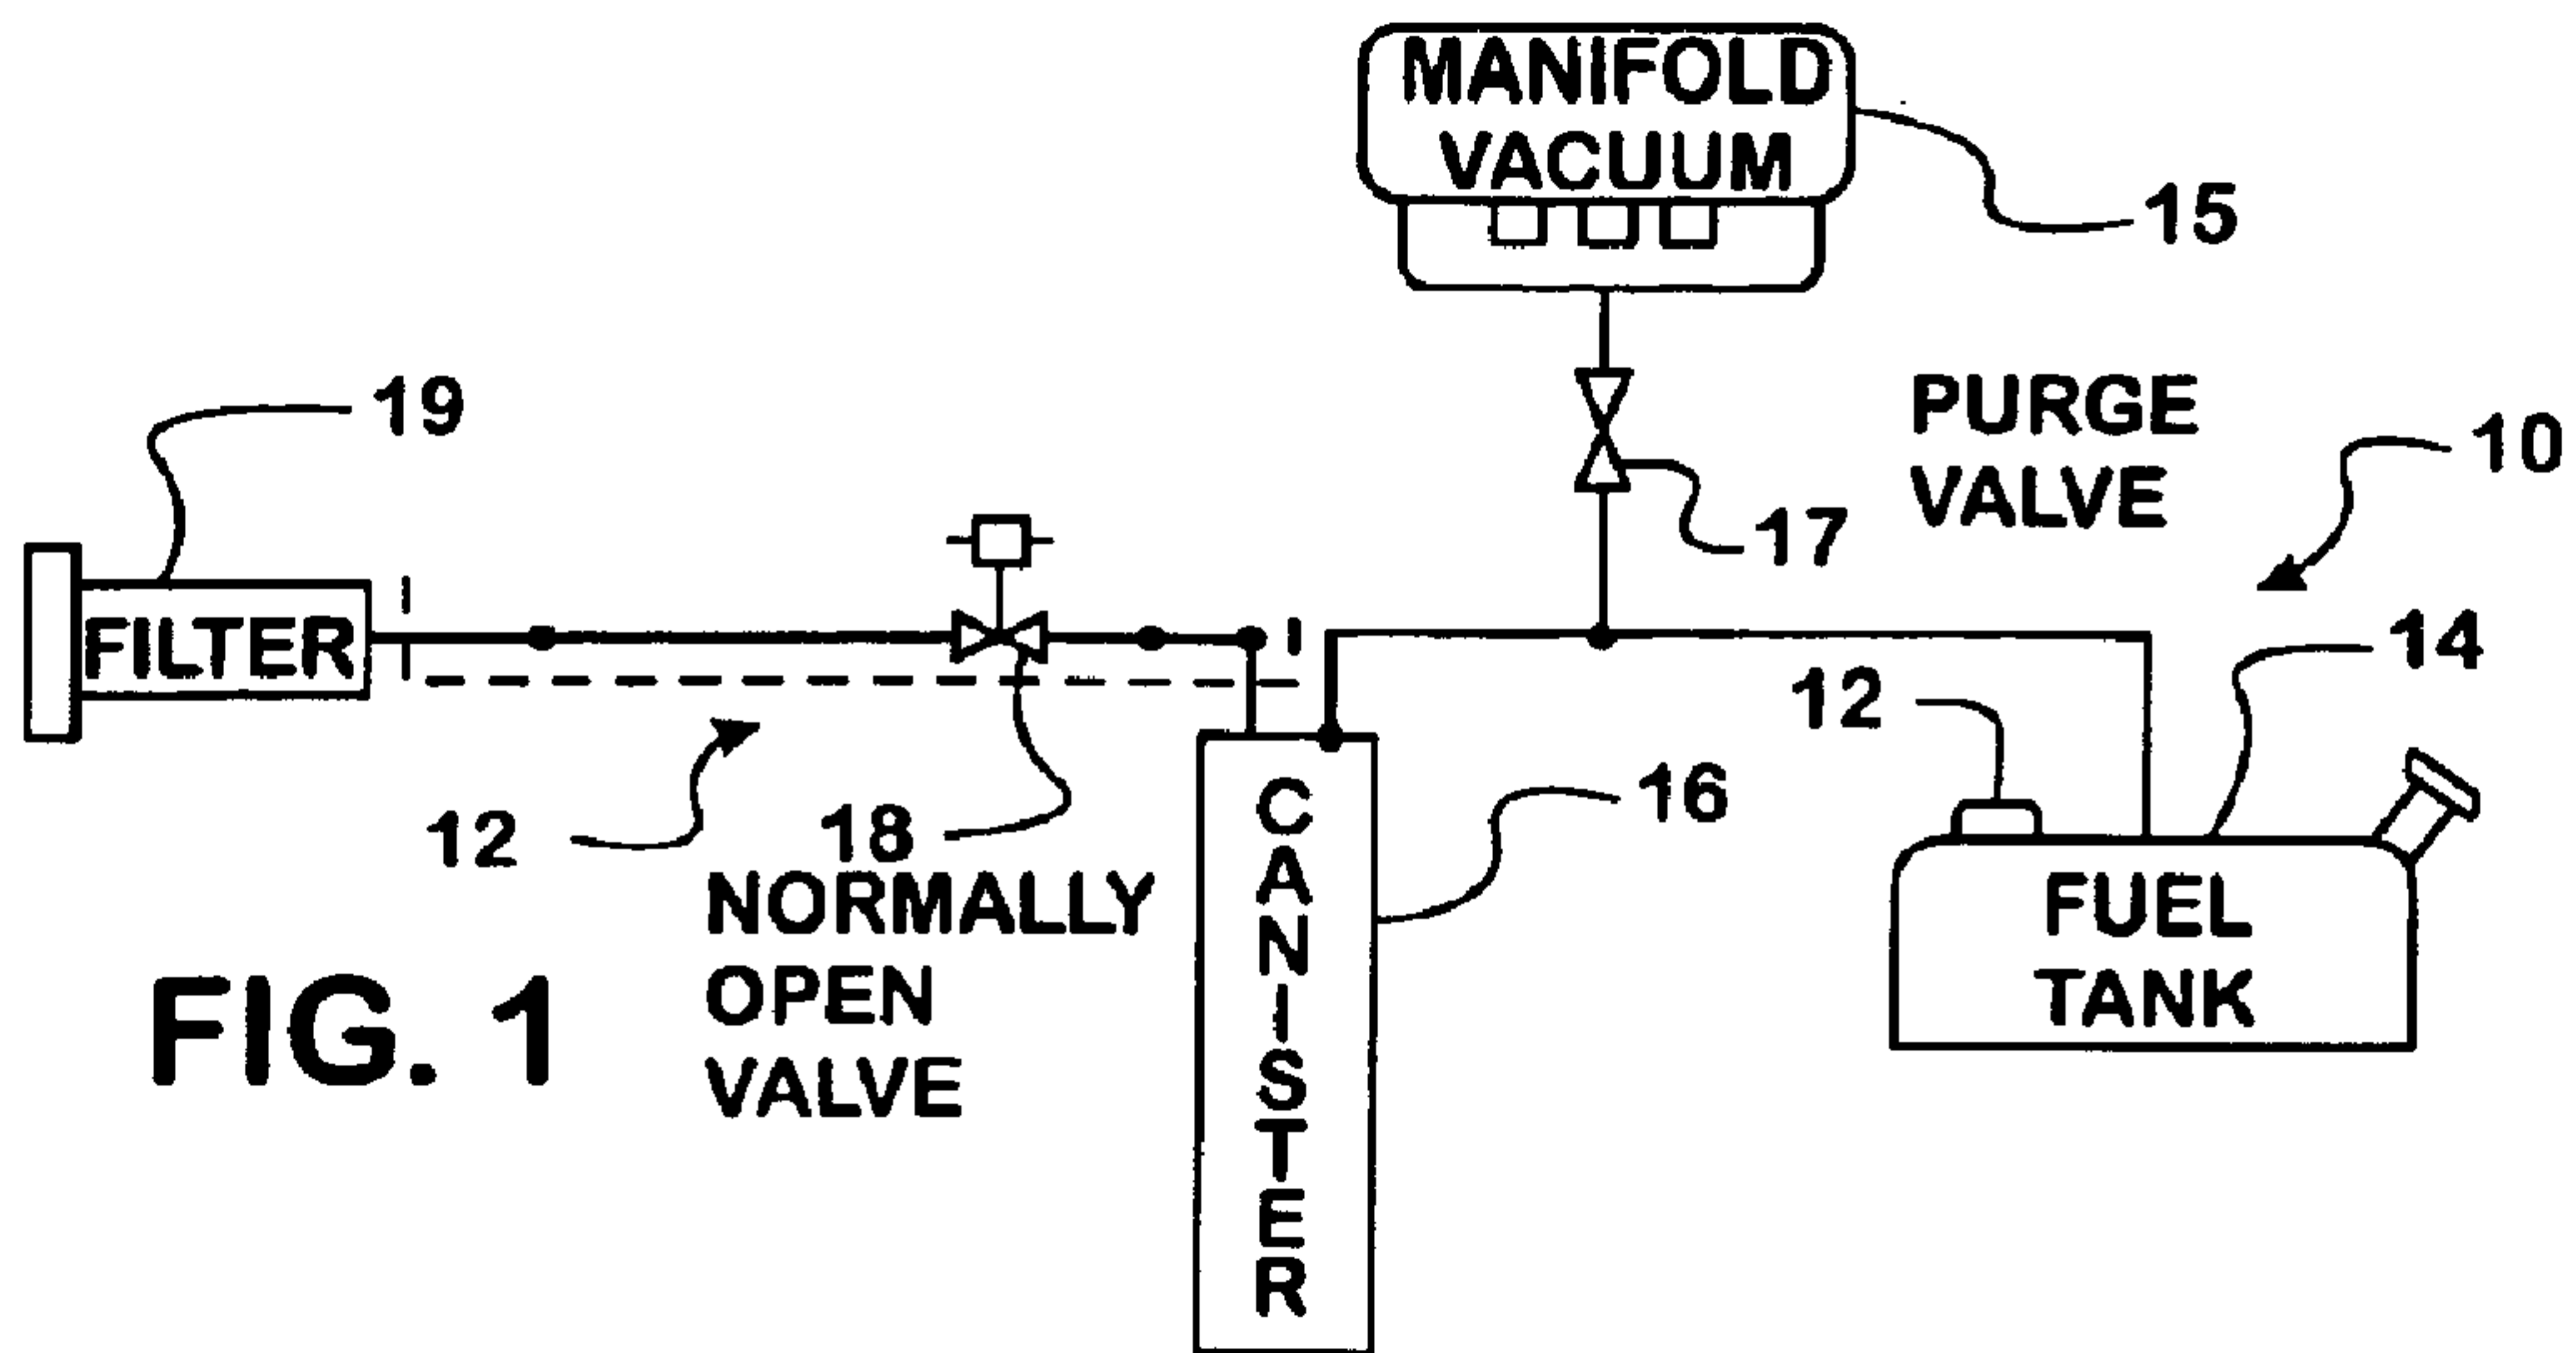 MANIFOLD
VACUUM
15
19
PURGE
VALVE
10
17
FILTER
14
12
16
12
18
NORMALLY
OPEN
VALVE
CANISTER
FUEL
TANK
FIG. 1